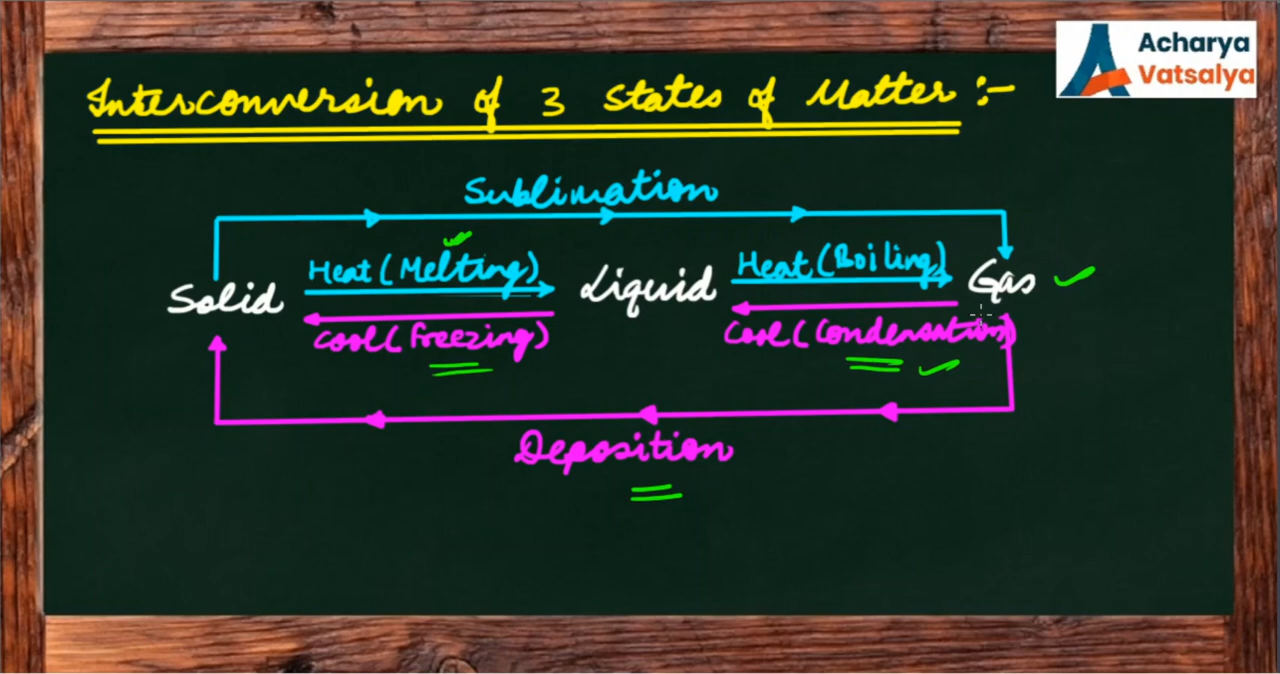 Acharya
Vatsalya
Interconversion of 3 States of Matter :-
Sublimation
Heat (Melting)
Heat (Boiling)
Solid
Liquid
Gas
Cool (Freezing)
Cool (Condensation)
Deposition